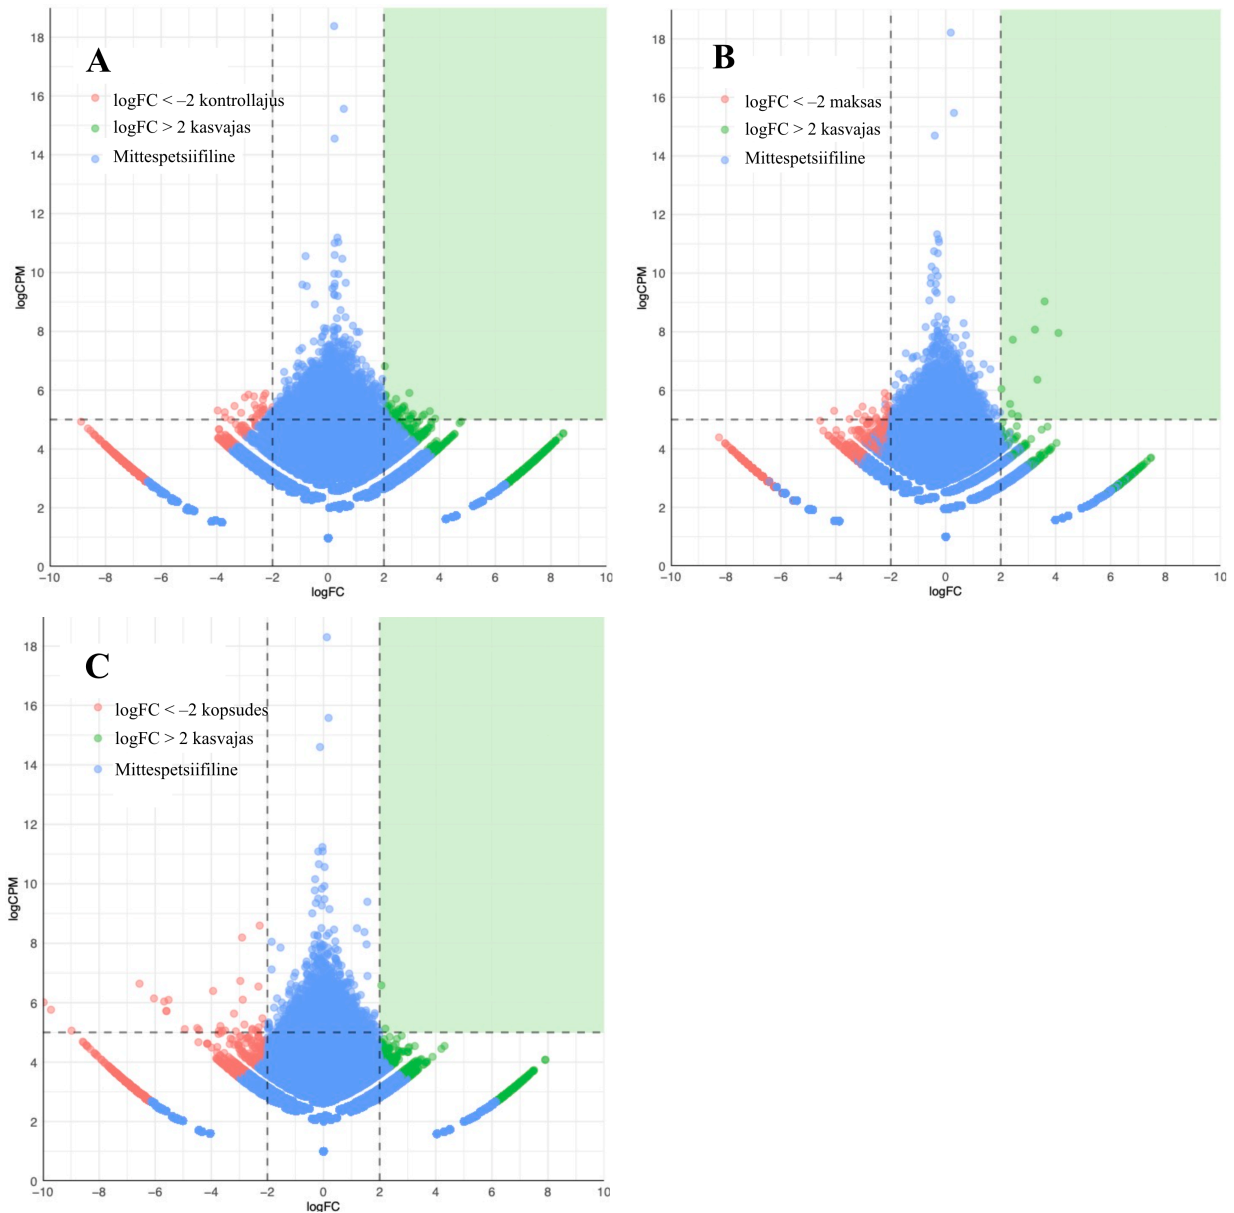 A
logFC < –2 kontrollajus
logFC > 2 kasvajas
Mittespetsiifiline
18
16
14
12
10
8
6
4
2
0
logCPM
–10 –8 –6 –4 –2 0 2 4 6 8 10
logFC
B
logFC < –2 maksas
logFC > 2 kasvajas
Mittespetsiifiline
18
16
14
12
10
8
6
4
2
0
logCPM
–10 –8 –6 –4 –2 0 2 4 6 8 10
logFC
C
logFC < –2 kopsudes
logFC > 2 kasvajas
Mittespetsiifiline
18
16
14
12
10
8
6
4
2
0
logCPM
–10 –8 –6 –4 –2 0 2 4 6 8 10
logFC